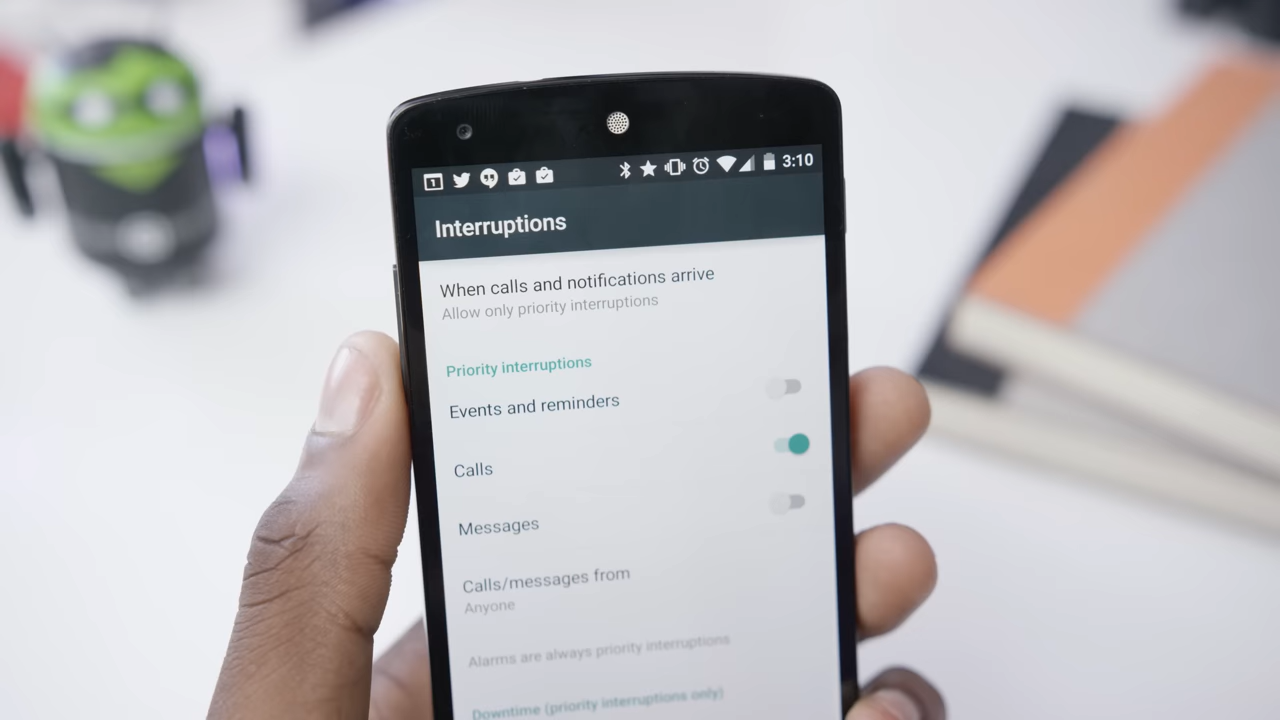 1 3:10
Interruptions
When calls and notifications arrive
Allow only priority interruptions
Priority interruptions
Events and reminders
Calls
Messages
Calls/messages from
Anyone
Alarms are always priority interruptions
Downtime (priority interruptions only)